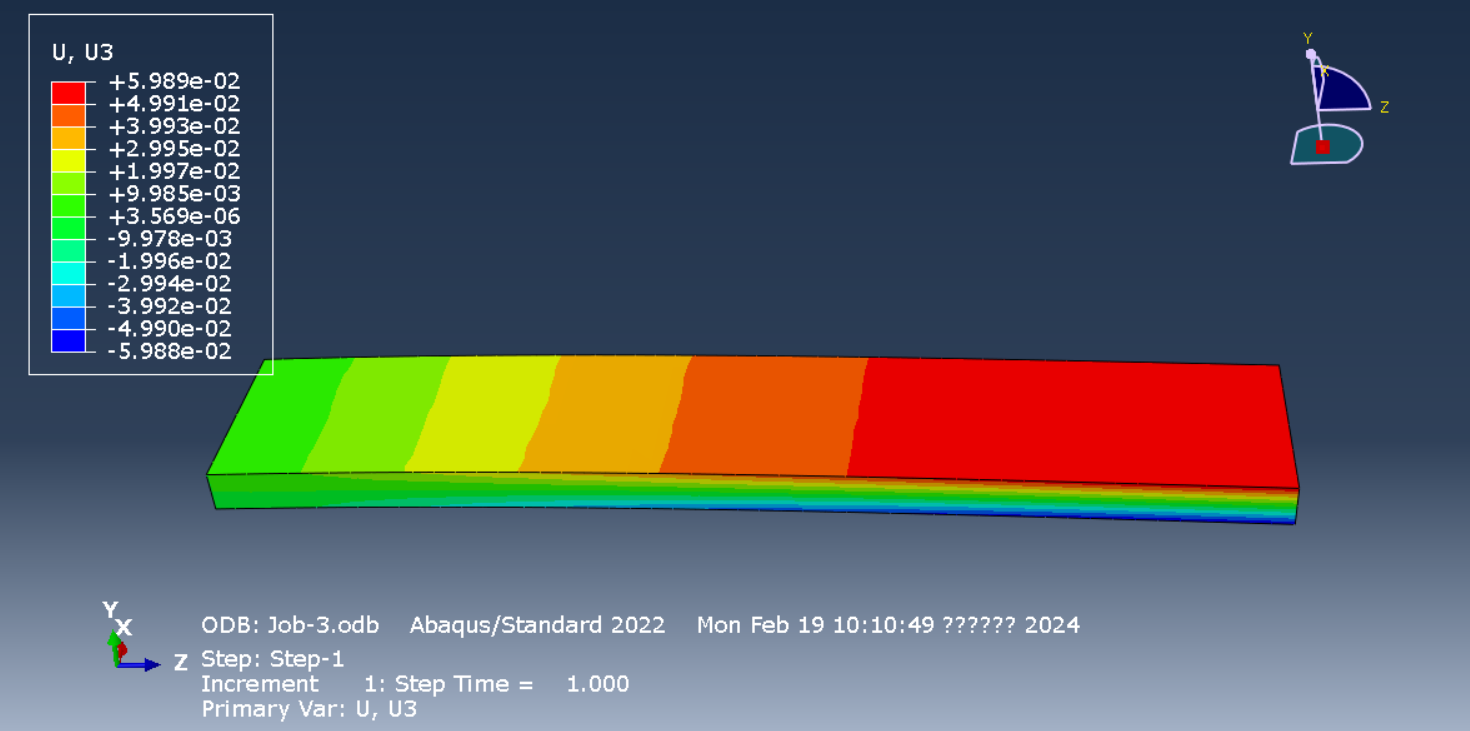 U, U3
+5.989e-02
+4.991e-02
+3.993e-02
+2.995e-02
+1.997e-02
+9.985e-03
+3.569e-06
-9.978e-03
-1.996e-02
-2.994e-02
-3.992e-02
-4.990e-02
-5.988e-02
Y
X
Z
Y
X
Z
ODB: Job-3.odb Abaqus/Standard 2022 Mon Feb 19 10:10:49 ?????? 2024
Step: Step-1
Increment 1: Step Time = 1.000
Primary Var: U, U3